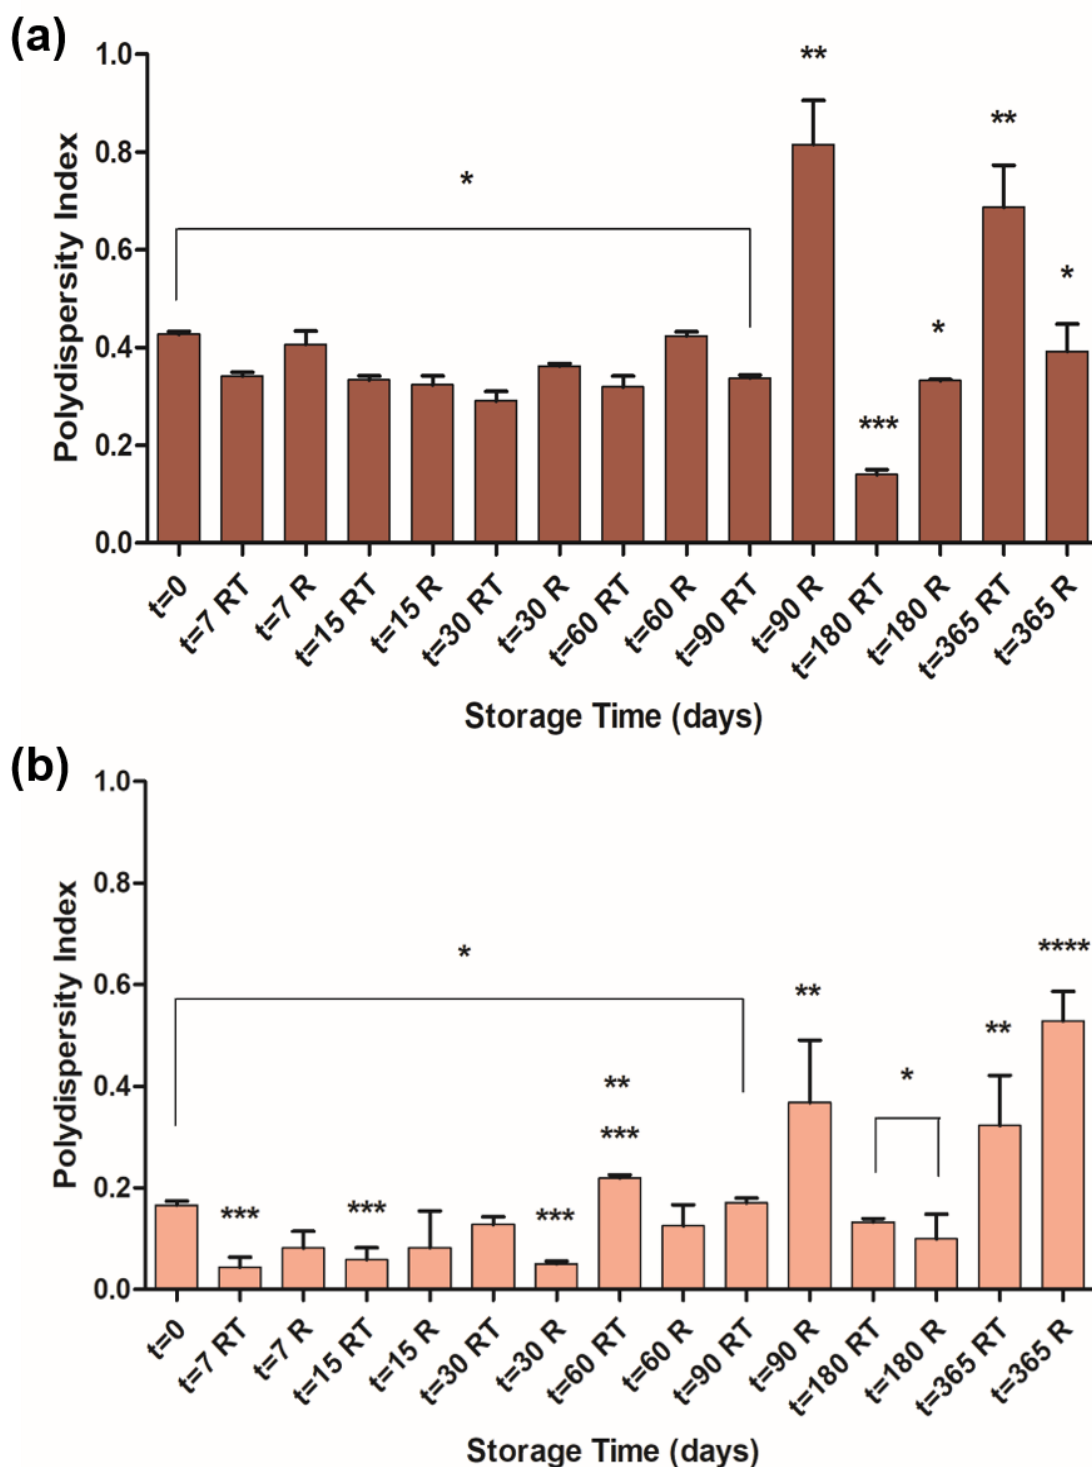 (a)
Polydispersity Index
1.0
0.8
0.6
0.4
0.2
0.0
*
**
***
*
**
*
t=0
t=7 RT
t=7 R
t=15 RT
t=15 R
t=30 RT
t=30 R
t=60 RT
t=60 R
t=90 RT
t=90 R
t=180 RT
t=180 R
t=365 RT
t=365 R
Storage Time (days)
(b)
Polydispersity Index
1.0
0.8
0.6
0.4
0.2
0.0
*
***
***
***
**
***
**
*
**
****
t=0
t=7 RT
t=7 R
t=15 RT
t=15 R
t=30 RT
t=30 R
t=60 RT
t=60 R
t=90 RT
t=90 R
t=180 RT
t=180 R
t=365 RT
t=365 R
Storage Time (days)